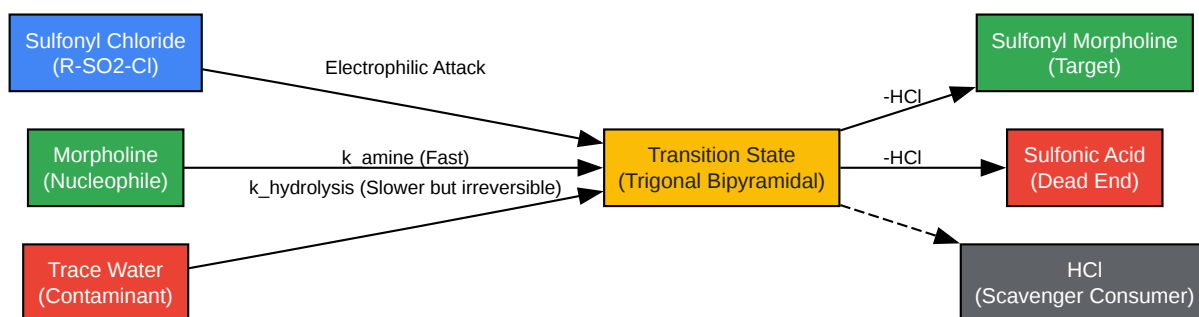 Sulfonyl Chloride
(R-SO2-Cl)
Electrophilic Attack
Sulfonyl Morpholine
(Target)
-HCl
Morpholine
(Nucleophile)
k_amine (Fast)
k_hydrolysis (Slower but irreversible)
Transition State
(Trigonal Bipyramidal)
-HCl
Sulfonic Acid
(Dead End)
Trace Water
(Contaminant)
HCl
(Scavenger Consumer)